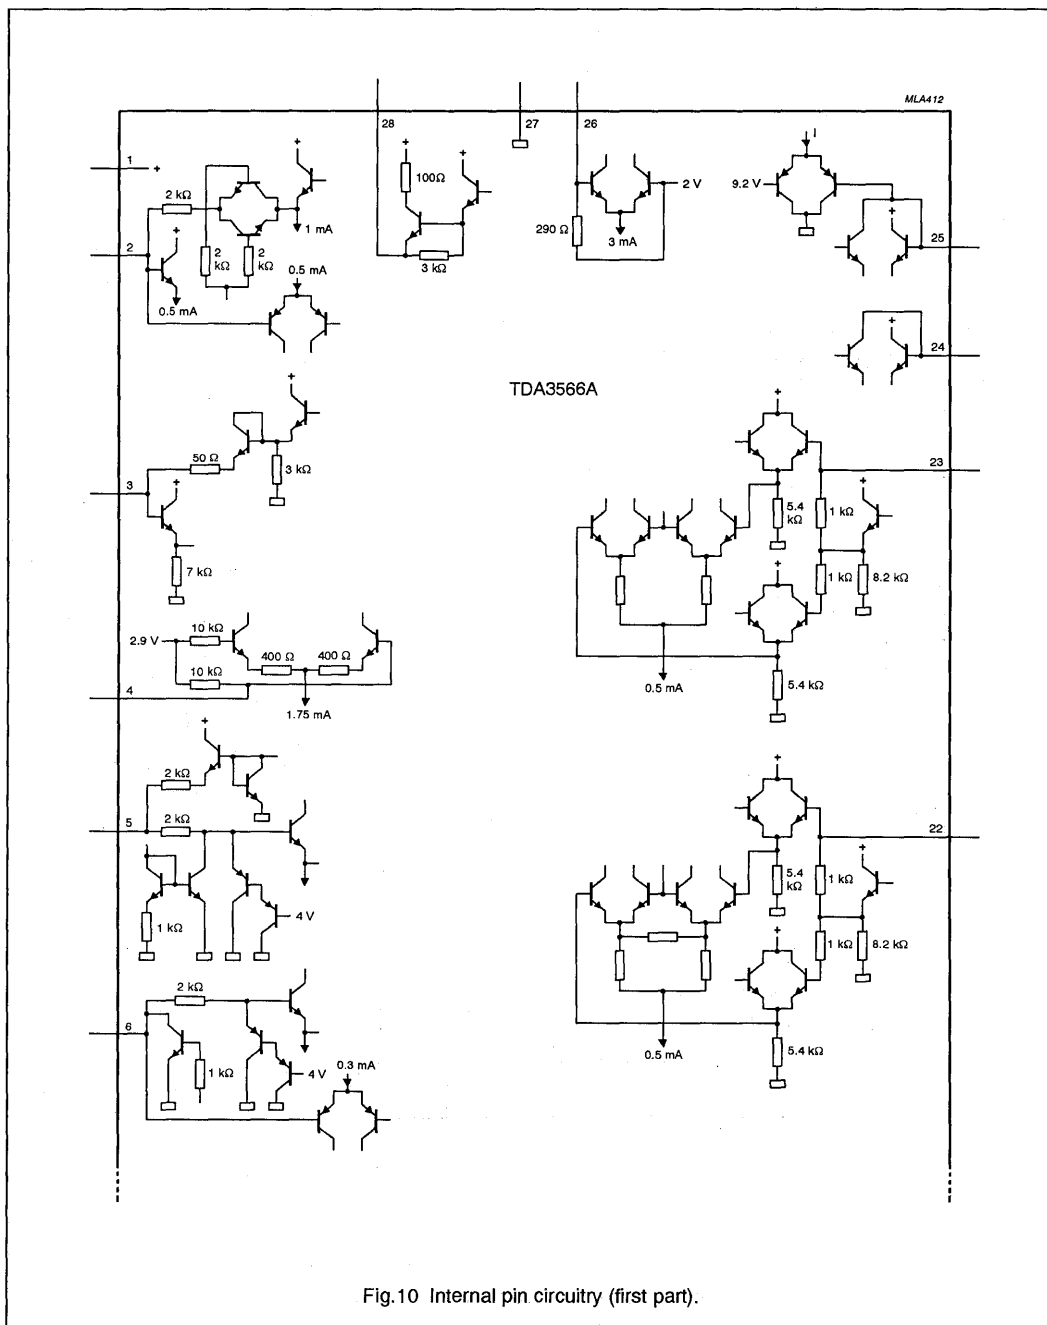 MLA412
28
27
26
1
+
+
+
+
I
2 kΩ
100Ω
9.2 V
2 V
1 mA
290 Ω
3 mA
2
2 kΩ
2 kΩ
+
3 kΩ
+
25
0.5 mA
0.5 mA
+
24
TDA3566A
+
+
50 Ω
3 kΩ
3
+
23
+
5.4 kΩ
1 kΩ
7 kΩ
+
1 kΩ
8.2 kΩ
2.9 V
10 kΩ
400 Ω
400 Ω
10 kΩ
4
1.75 mA
0.5 mA
5.4 kΩ
+
2 kΩ
+
5
2 kΩ
22
+
5.4 kΩ
1 kΩ
1 kΩ
4 V
+
1 kΩ
8.2 kΩ
2 kΩ
6
1 kΩ
4 V
0.3 mA
0.5 mA
5.4 kΩ
Fig.10 Internal pin circuitry (first part).